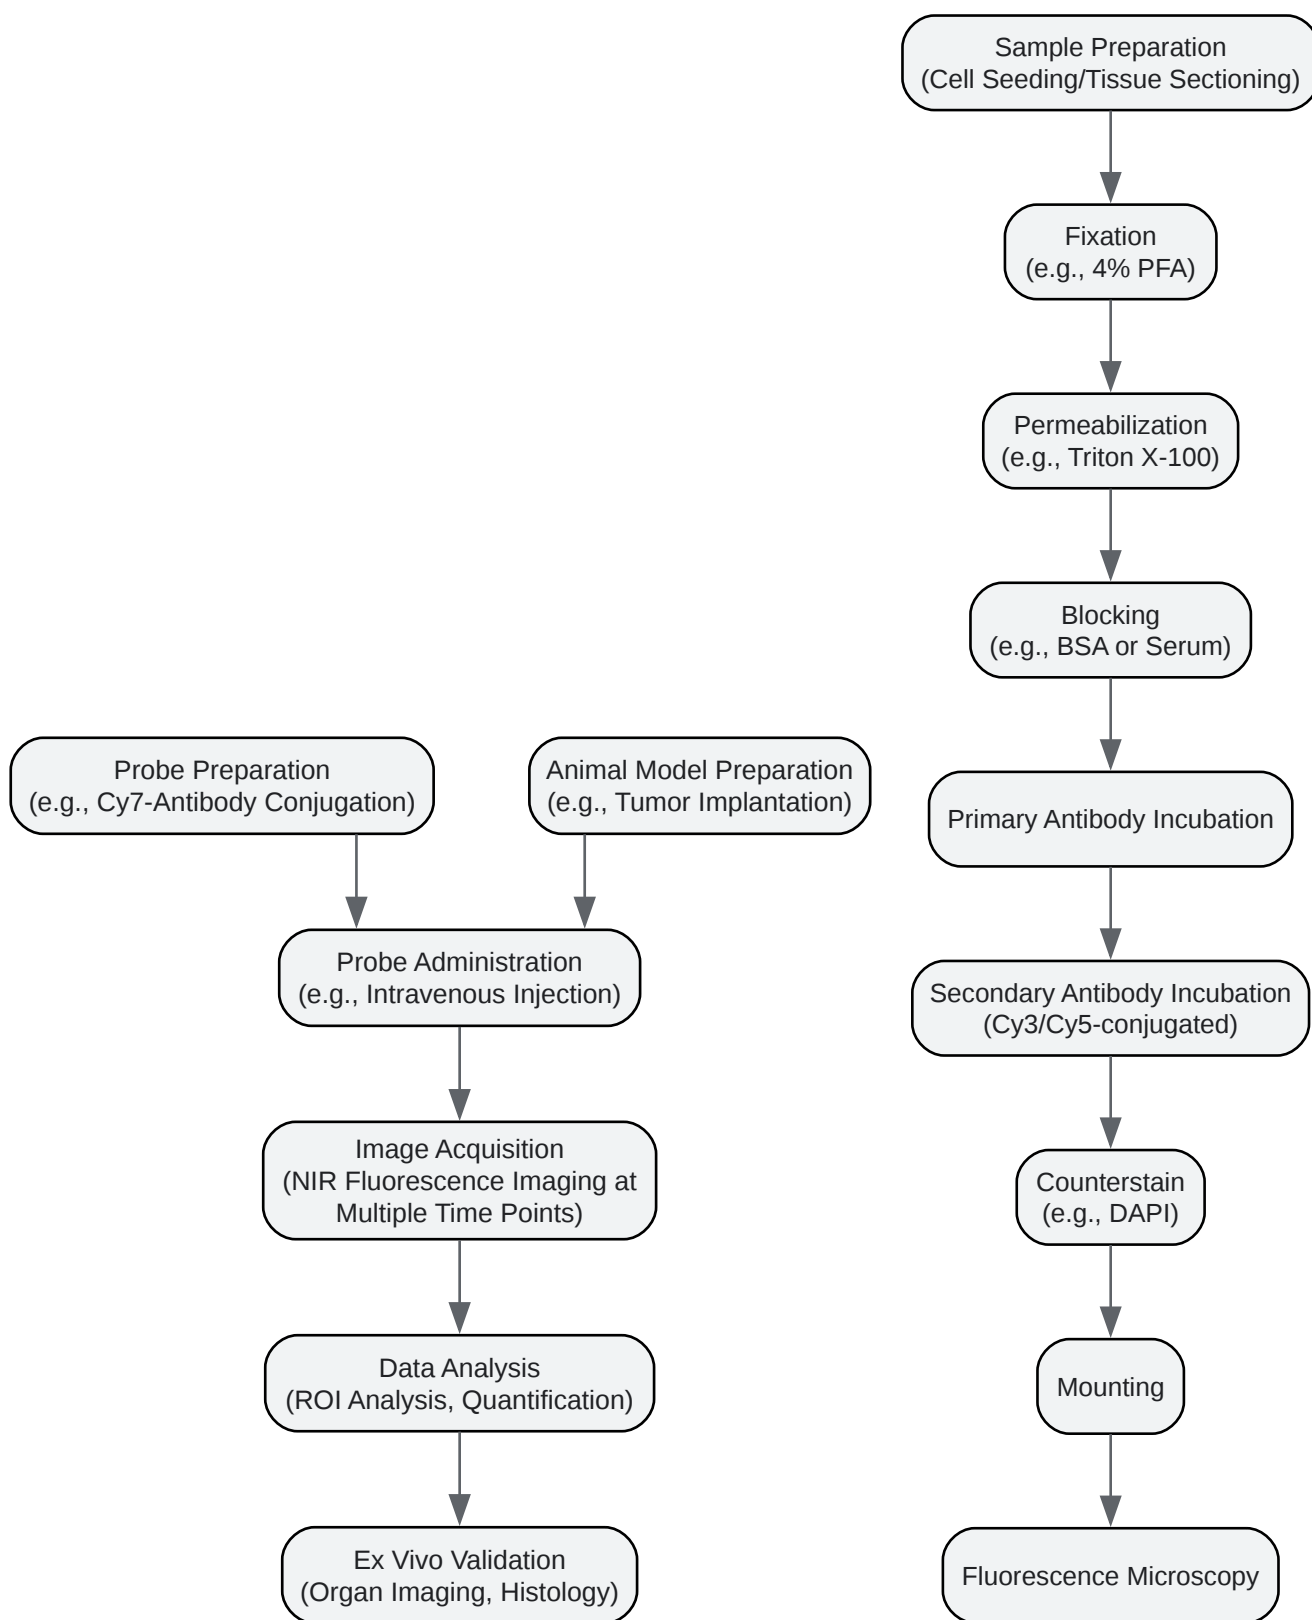 Sample Preparation
(Cell Seeding/Tissue Sectioning)
Fixation
(e.g., 4% PFA)
Permeabilization
(e.g., Triton X-100)
Blocking
(e.g., BSA or Serum)
Primary Antibody Incubation
Secondary Antibody Incubation
(Cy3/Cy5-conjugated)
Counterstain
(e.g., DAPI)
Mounting
Fluorescence Microscopy
Probe Preparation
(e.g., Cy7-Antibody Conjugation)
Animal Model Preparation
(e.g., Tumor Implantation)
Probe Administration
(e.g., Intravenous Injection)
Image Acquisition
(NIR Fluorescence Imaging at
Multiple Time Points)
Data Analysis
(ROI Analysis, Quantification)
Ex Vivo Validation
(Organ Imaging, Histology)